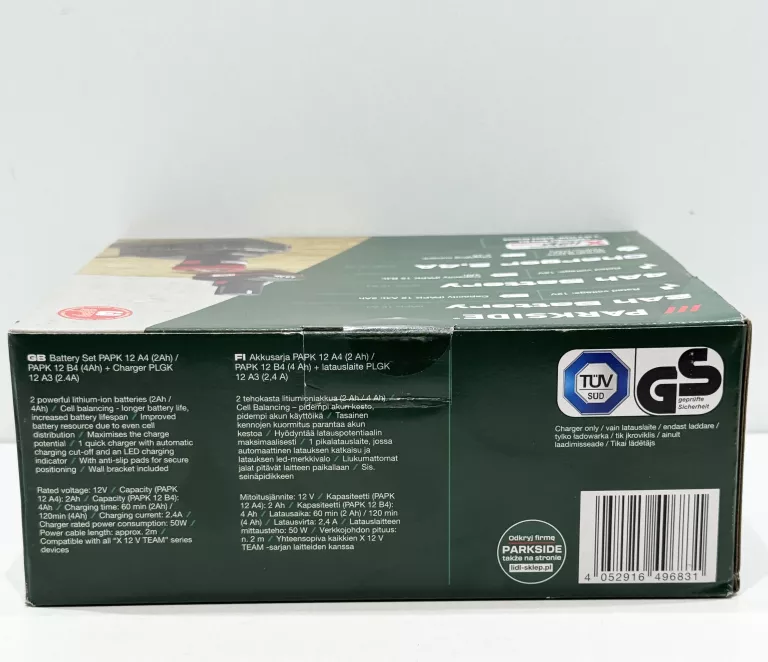 /// PARKSIDE
2AH BATTERY
4AH BATTERY
GB Battery Set PAPK 12 A4 (2Ah) /
PAPK 12 B4 (4Ah) + Charger PLGK
12 A3 (2.4A)
2 powerful lithium-ion batteries (2Ah /
4Ah) / Cell balancing - longer battery life,
increased battery lifespan / Improved
battery resource due to even cell
distribution / Maximises the charge
potential / 1 quick charger with automatic
charging cut-off and an LED charging
indicator / With anti-slip pads for secure
positioning / Wall bracket included
Rated voltage: 12V / Capacity (PAPK
12 A4): 2Ah / Capacity (PAPK 12 B4):
4Ah / Charging time: 60 min (2Ah) /
120min (4Ah) / Charging current: 2.4A /
Charger rated power consumption: 50W /
Power cable length: approx. 2m /
Compatible with all "X 12 V TEAM" series
devices
FI Akkusarja PAPK 12 A4 (2 Ah) /
PAPK 12 B4 (4 Ah) + latauslaite PLGK
12 A3 (2,4 A)
2 tehokasta litiumioniakkua (2 Ah / 4 Ah) /
Cell Balancing – pidempi akun kesto,
pidempi akun käyttöikä / Tasainen
kennojen kuormitus parantaa akun
kestoa / Hyödyntää latauspotentiaalin
maksimaalisesti / 1 pikalatauslaite, jossa
automaattinen latauksen katkaisu ja
latauksen led-merkkivalo / Liukumattomat
jalat pitävät laitteen paikallaan / Sis.
seinäpidikkeen
Mitoitusjännite: 12 V / Kapasiteetti (PAPK
12 A4): 2 Ah / Kapasiteetti (PAPK 12 B4):
4 Ah / Latausaika: 60 min (2 Ah) / 120 min
(4 Ah) / Latausvirta: 2,4 A / Latauslaitteen
mittausteho: 50 W / Verkkojohdon pituus:
n. 2 m / Yhteensopiva kaikkien X 12 V
TEAM -sarjan laitteiden kanssa
TÜV
SUD
GS
geprüfte
Sicherheit
Charger only / vain latauslaite / endast laddare /
tylko ładowarka / tik įkroviklis / ainult
laadimisseade / Tikai lādētājs
Odkryj firmę
PARKSIDE
także na stronie
lidl-sklep.pl
4 052916 496831